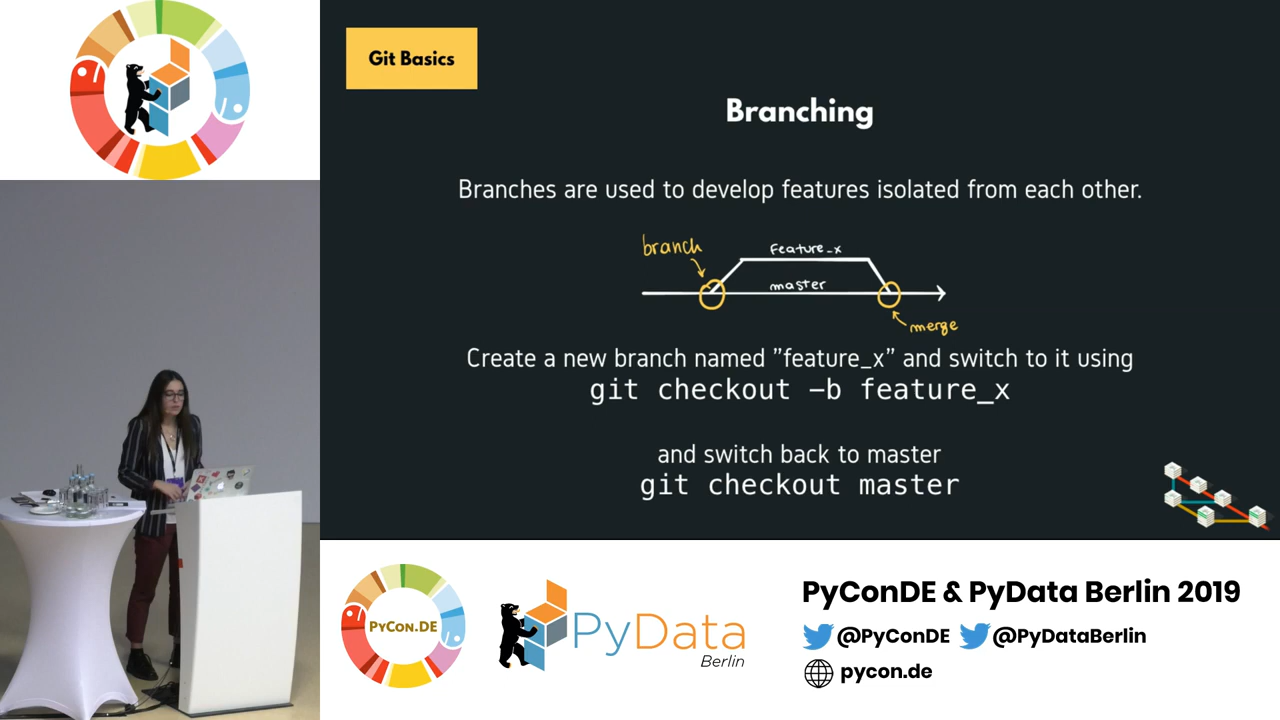 Git Basics
Branching
Branches are used to develop features isolated from each other.
branch
Feature_x
master
merge
Create a new branch named ”feature_x” and switch to it using
git checkout –b feature_x
and switch back to master
git checkout master
PYCON.DE
PyData
Berlin
PyConDE & PyData Berlin 2019
@PyConDE @PyDataBerlin
pycon.de